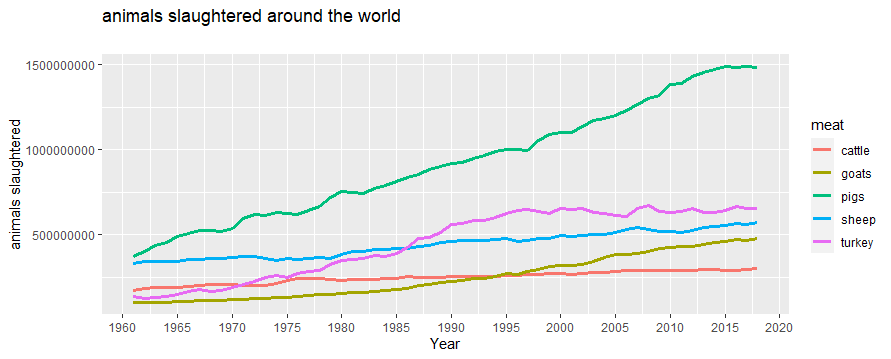 animals slaughtered around the world
animals slaughtered
1500000000
1000000000
500000000
1960 1965 1970 1975 1980 1985 1990 1995 2000 2005 2010 2015 2020
Year
meat
cattle
goats
pigs
sheep
turkey